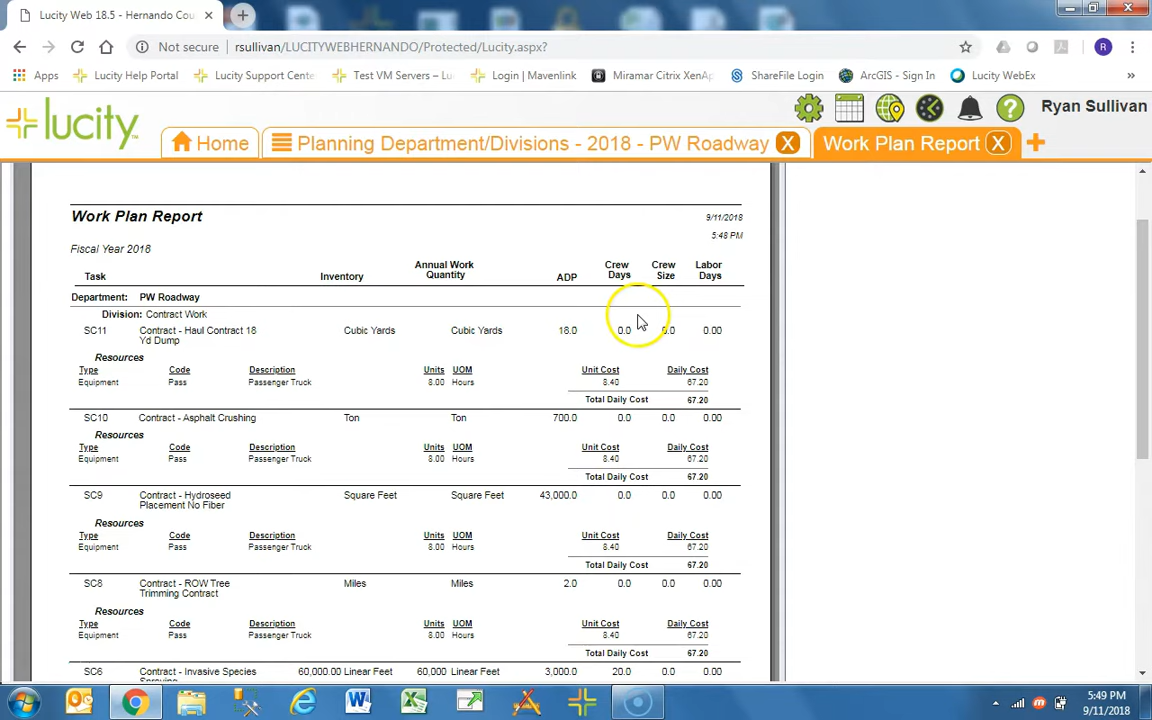 Lucity Web 18.5 - Hernando Cou
Not secure rsullivan/LUCITYWEBHERNANDO/Protected/Lucity.aspx?
R
Apps Lucity Help Portal Lucity Support Cente Test VM Servers – Lu Login | Mavenlink Miramar Citrix XenAp ShareFile Login ArcGIS - Sign In Lucity WebEx »
lucity Home Planning Department/Divisions - 2018 - PW Roadway X Work Plan Report X + Ryan Sullivan
Work Plan Report 9/11/2018
5:48 PM
Fiscal Year 2018
Task Inventory Annual Work Quantity ADP Crew Days Crew Size Labor Days
Department: PW Roadway
Division: Contract Work
SC11 Contract - Haul Contract 18 Cubic Yards Cubic Yards 18.0 0.0 0.0 0.00
Yd Dump
Resources
Type Code Description Units UOM Unit Cost Daily Cost
Equipment Pass Passenger Truck 8.00 Hours 8.40 67.20
Total Daily Cost 67.20
SC10 Contract - Asphalt Crushing Ton Ton 700.0 0.0 0.0 0.00
Resources
Type Code Description Units UOM Unit Cost Daily Cost
Equipment Pass Passenger Truck 8.00 Hours 8.40 67.20
Total Daily Cost 67.20
SC9 Contract - Hydroseed Square Feet Square Feet 43,000.0 0.0 0.0 0.00
Placement No Fiber
Resources
Type Code Description Units UOM Unit Cost Daily Cost
Equipment Pass Passenger Truck 8.00 Hours 8.40 67.20
Total Daily Cost 67.20
SC8 Contract - ROW Tree Miles Miles 2.0 0.0 0.0 0.00
Trimming Contract
Resources
Type Code Description Units UOM Unit Cost Daily Cost
Equipment Pass Passenger Truck 8.00 Hours 8.40 67.20
Total Daily Cost 67.20
SC6 Contract - Invasive Species 60,000.00 Linear Feet 60,000 Linear Feet 3,000.0 20.0 0.0 0.00
5:49 PM
9/11/2018